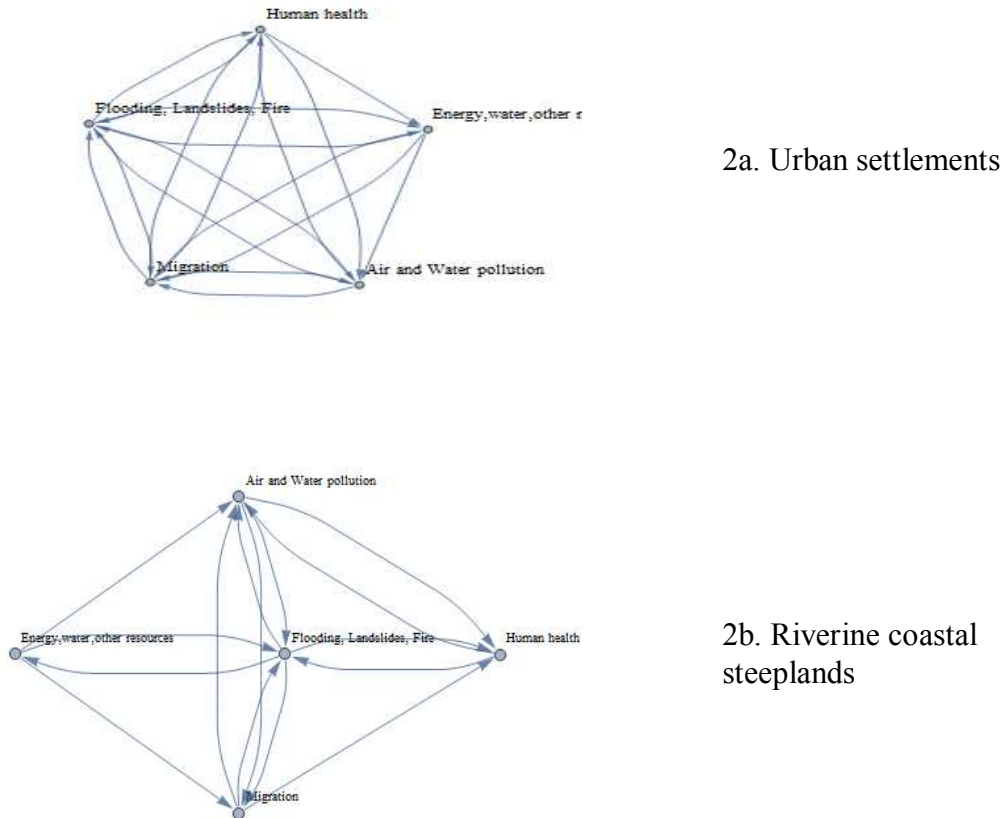 Human health
Flooding, Landslides, Fire
Energy,water,other r
2a. Urban settlements
Migration
Air and Water pollution
Air and Water pollution
Energy,water,other resources
Flooding, Landslides, Fire
Human health
2b. Riverine coastal
steeplands
Migration